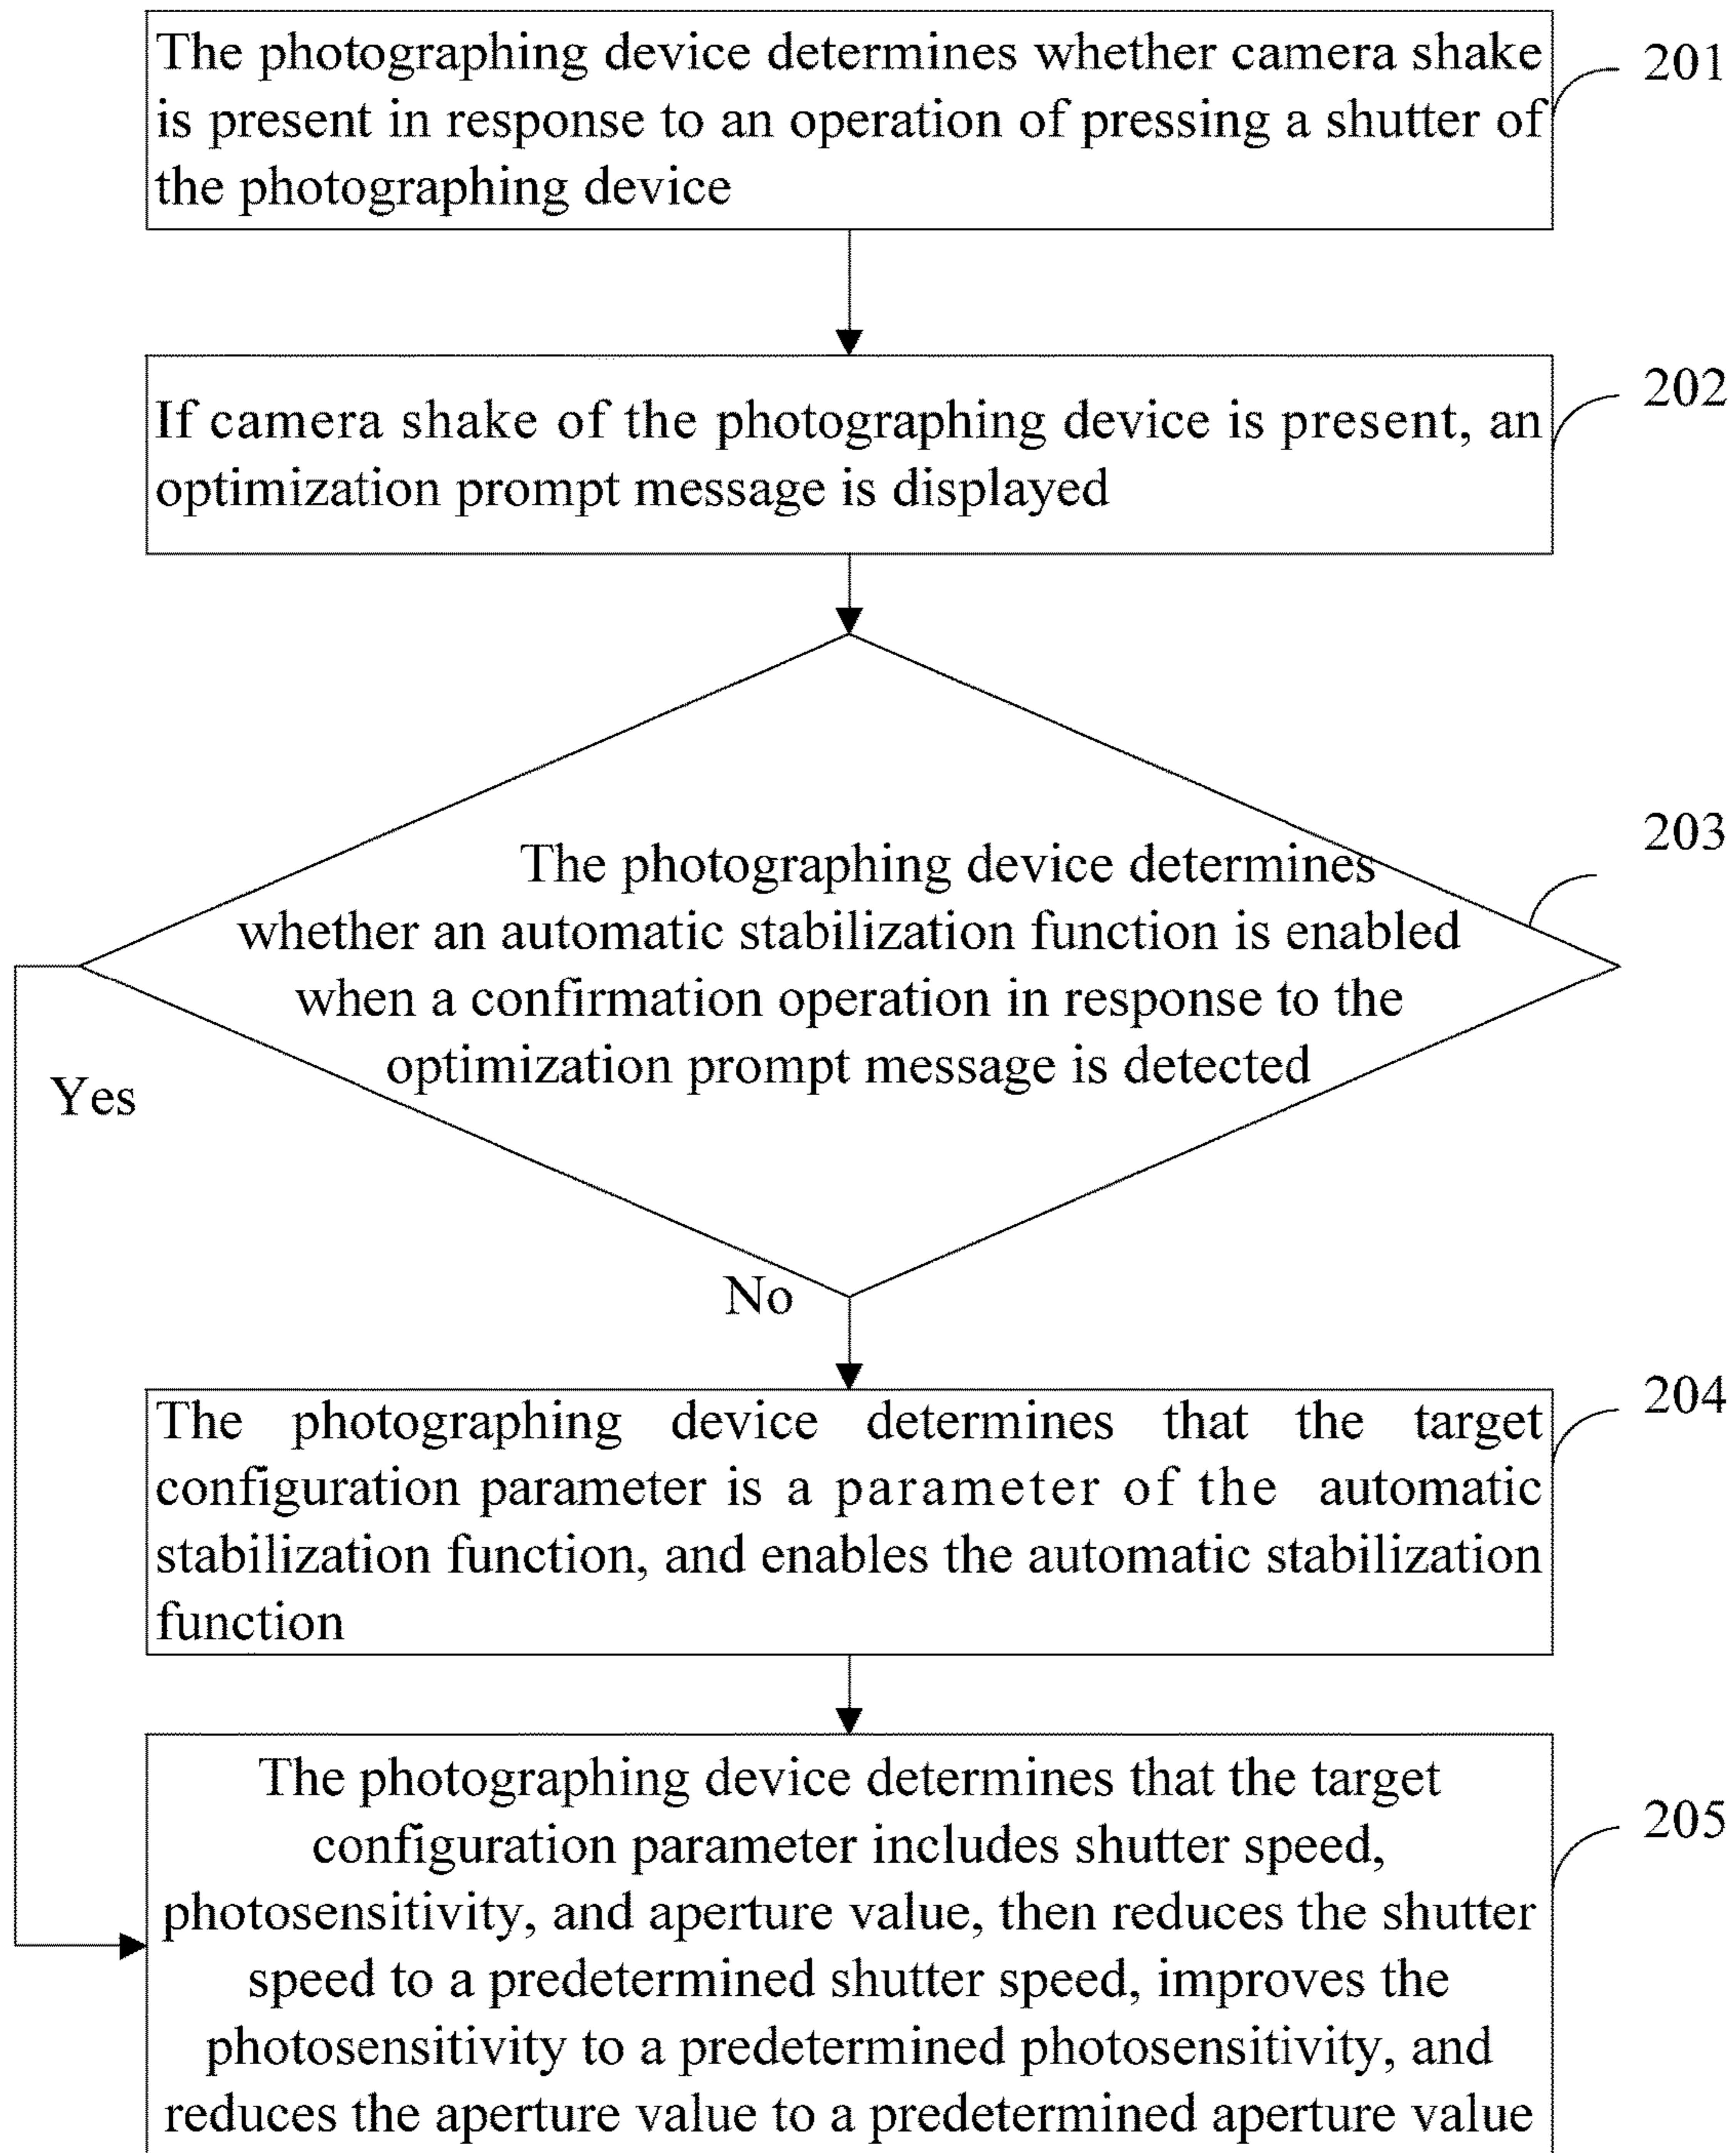 The photographing device determines whether camera shake
is present in response to an operation of pressing a shutter of
the photographing device
201
If camera shake of the photographing device is present, an
optimization prompt message is displayed
202
The photographing device determines
whether an automatic stabilization function is enabled
when a confirmation operation in response to the
optimization prompt message is detected
203
Yes
No
The photographing device determines that the target
configuration parameter is a parameter of the automatic
stabilization function, and enables the automatic stabilization
function
204
The photographing device determines that the target
configuration parameter includes shutter speed,
photosensitivity, and aperture value, then reduces the shutter
speed to a predetermined shutter speed, improves the
photosensitivity to a predetermined photosensitivity, and
reduces the aperture value to a predetermined aperture value
205